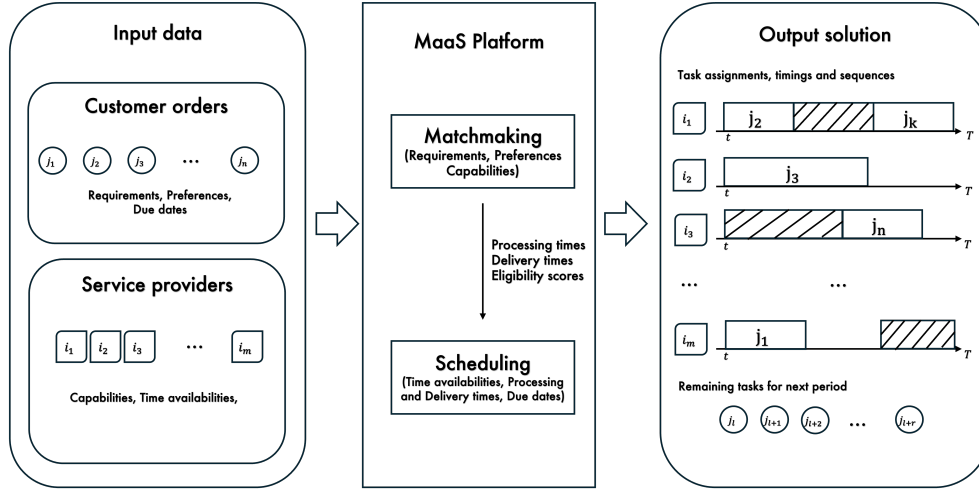 Input data
Customer orders
j₁ j₂ j₃ ... jₙ
Requirements, Preferences,
Due dates
Service providers
i₁ i₂ i₃ ... iₘ
Capabilities, Time availabilities,
MaaS Platform
Matchmaking
(Requirements, Preferences
Capabilities)
Processing times
Delivery times
Eligibility scores
Scheduling
(Time availabilities, Processing
and Delivery times, Due dates)
Output solution
Task assignments, timings and sequences
i₁ j₂ jₖ
t T
i₂ j₃
t T
i₃ jₙ
t T
... ...
iₘ j₁
t T
Remaining tasks for next period
jₗ jₗ₊₁ jₗ₊₂ ... jₗ₊ᵣ